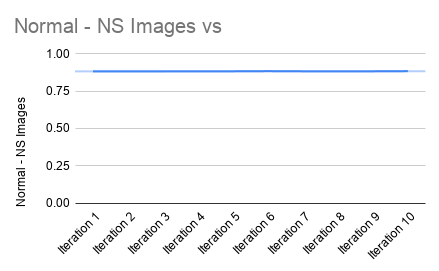 Normal - NS Images vs
1.00
0.75
0.50
0.25
0.00
Normal - NS Images
Iteration 1
Iteration 2
Iteration 3
Iteration 4
Iteration 5
Iteration 6
Iteration 7
Iteration 8
Iteration 9
Iteration 10